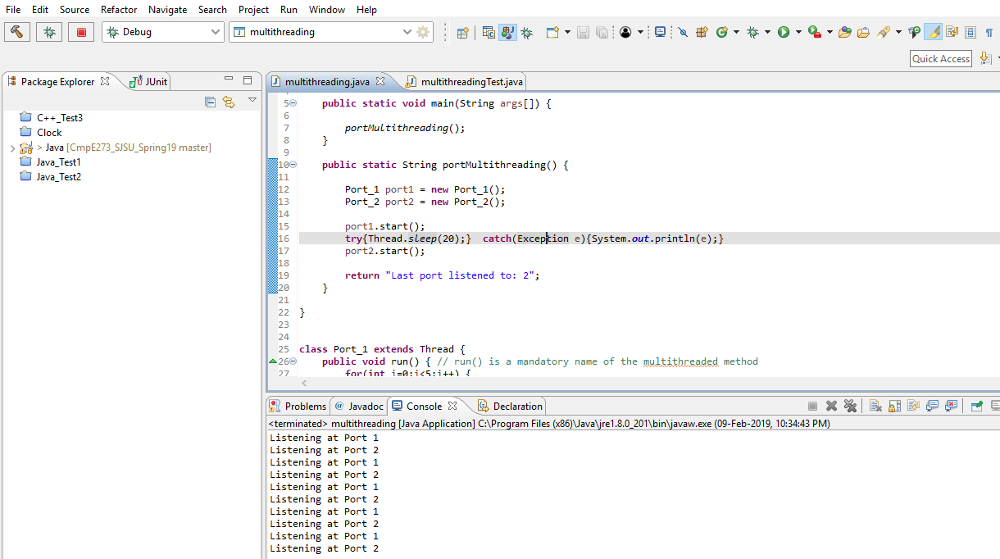 File Edit Source Refactor Navigate Search Project Run Window Help
Debug
multithreading
Quick Access
Package Explorer
JUnit
C++_Test3
Clock
> Java [CmpE273_SJSU_Spring19 master]
Java_Test1
Java_Test2
multithreading.java
multithreadingTest.java
5 public static void main(String args[]) {
6
7 portMultithreading();
8 }
9
10 public static String portMultithreading() {
11
12 Port_1 port1 = new Port_1();
13 Port_2 port2 = new Port_2();
14
15 port1.start();
16 try{Thread.sleep(20);} catch(Exception e){System.out.println(e);}
17 port2.start();
18
19 return "Last port listened to: 2";
20 }
21
22 }
23
24
25 class Port_1 extends Thread {
26 public void run() { // run() is a mandatory name of the multithreaded method
27 for(int i=0;i<5;i++) {
Problems @ Javadoc Console Declaration
<terminated> multithreading [Java Application] C:\Program Files (x86)\Java\jre1.8.0_201\bin\javaw.exe (09-Feb-2019, 10:34:43 PM)
Listening at Port 1
Listening at Port 2
Listening at Port 1
Listening at Port 2
Listening at Port 1
Listening at Port 2
Listening at Port 1
Listening at Port 2
Listening at Port 1
Listening at Port 2